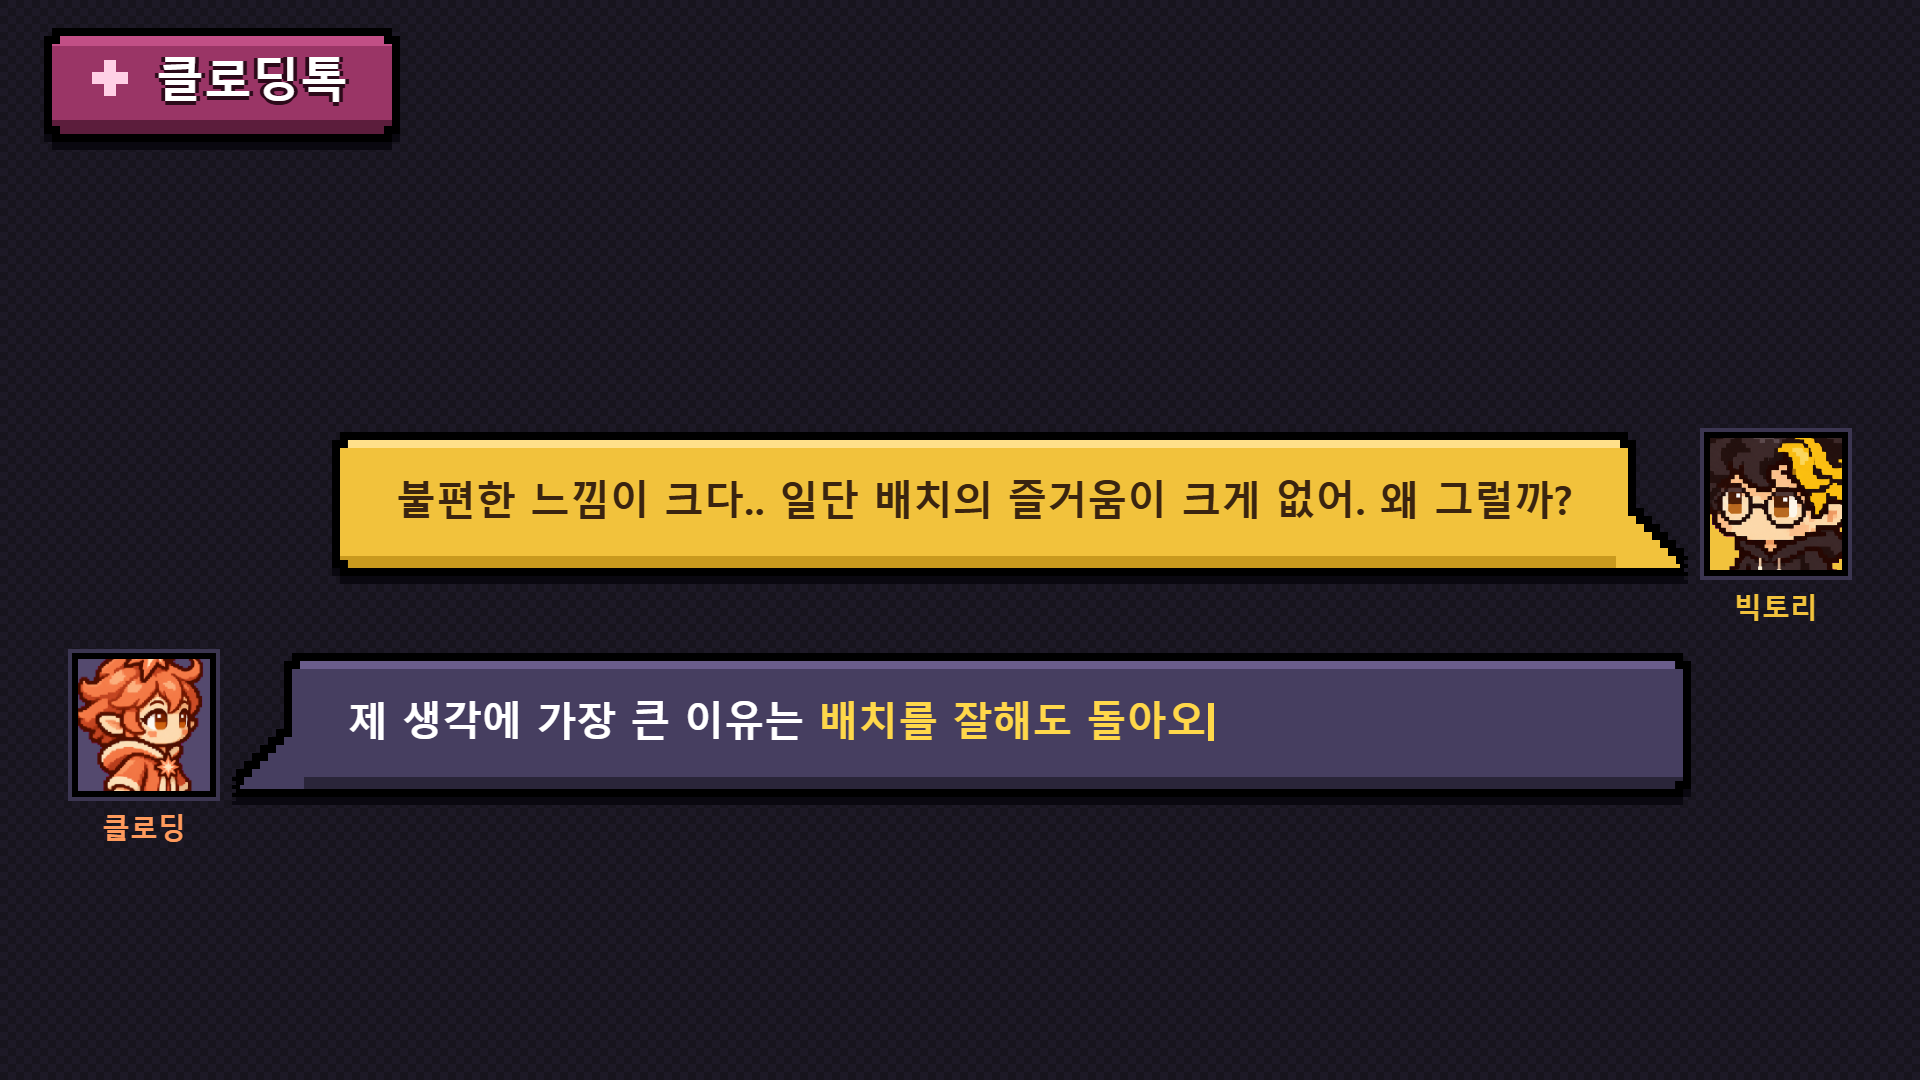 클로딩톡
불편한 느낌이 크다.. 일단 배치의 즐거움이 크게 없어. 왜 그럴까?
빅토리
제 생각에 가장 큰 이유는 배치를 잘해도 돌아오
클로딩